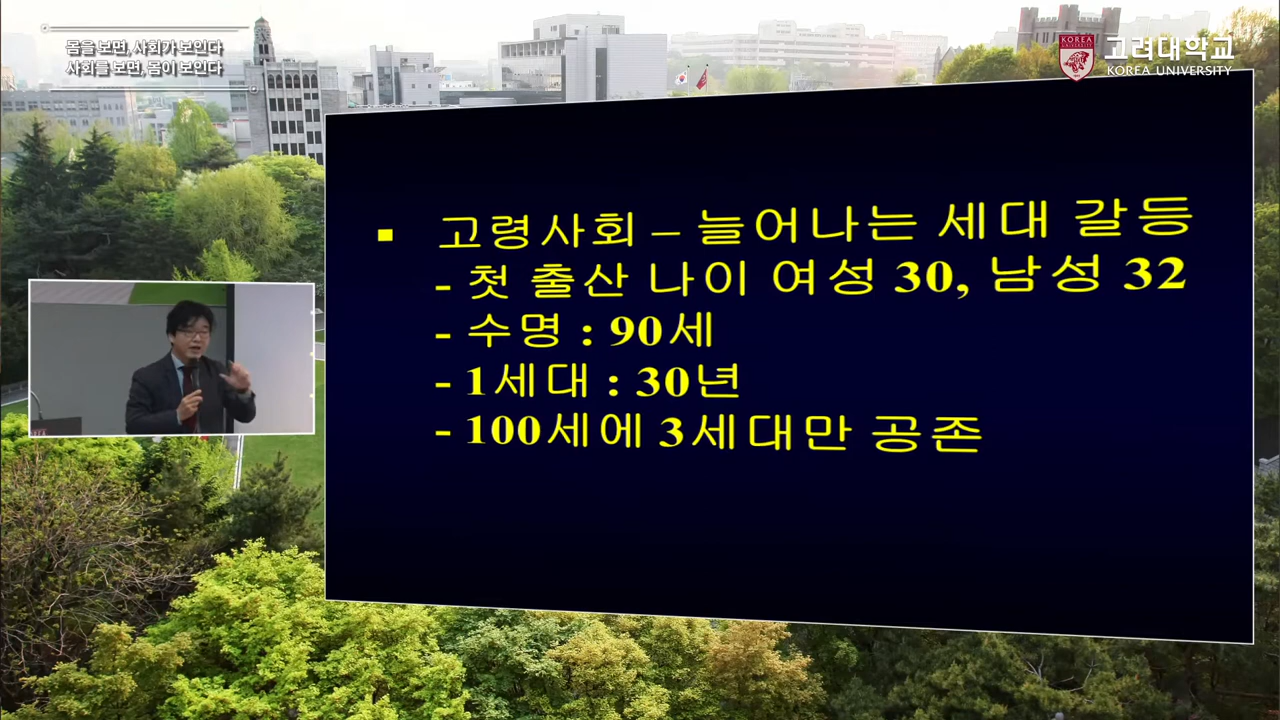 몸을 보면, 사회가 보인다
사회를 보면, 몸이 보인다
KOREA
UNIVERSITY
고려대학교
KOREA UNIVERSITY
▪ 고령사회 – 늘어나는 세대 갈등
- 첫 출산 나이 여성 30, 남성 32
- 수명 : 90세
- 1세대 : 30년
- 100세에 3세대만 공존